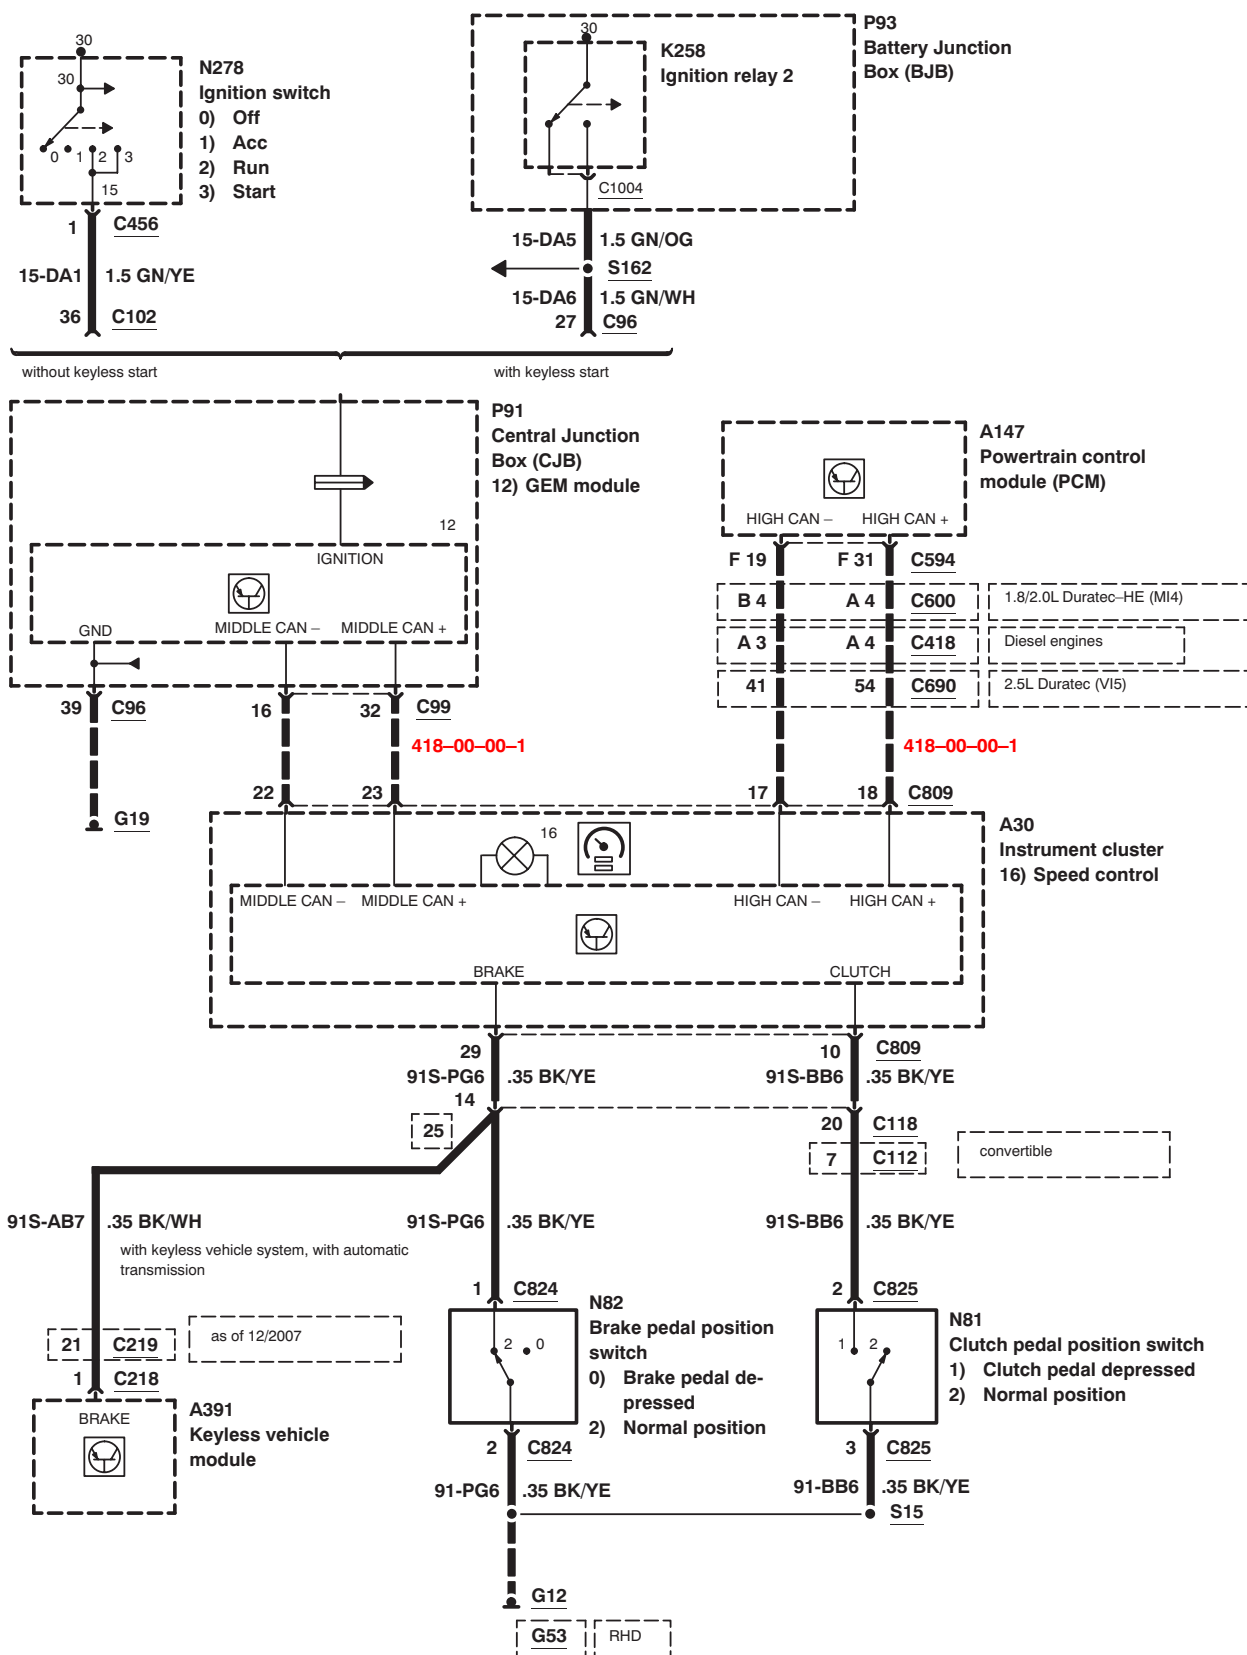 30
30
0 1 2 3
15
N278
Ignition switch
0) Off
1) Acc
2) Run
3) Start
1 C456
15-DA1 1.5 GN/YE
36 C102
30
K258
Ignition relay 2
P93
Battery Junction
Box (BJB)
C1004
15-DA5 1.5 GN/OG
S162
15-DA6 1.5 GN/WH
27 C96
without keyless start
with keyless start
P91
Central Junction
Box (CJB)
12) GEM module
12
IGNITION
GND
MIDDLE CAN –
MIDDLE CAN +
39 C96
16
32 C99
418–00–00–1
G19
22
23
A147
Powertrain control
module (PCM)
HIGH CAN –
HIGH CAN +
F 19 F 31 C594
B 4 A 4 C600
1.8/2.0L Duratec–HE (MI4)
A 3 A 4 C418
Diesel engines
41 54 C690
2.5L Duratec (VI5)
418–00–00–1
17 18 C809
A30
Instrument cluster
16) Speed control
16
MIDDLE CAN –
MIDDLE CAN +
HIGH CAN –
HIGH CAN +
BRAKE
CLUTCH
29
10 C809
91S-PG6 .35 BK/YE
91S-BB6 .35 BK/YE
14
25
20 C118
7 C112
convertible
91S-AB7 .35 BK/WH
91S-PG6 .35 BK/YE
91S-BB6 .35 BK/YE
with keyless vehicle system, with automatic
transmission
1 C824
2 C825
21 C219
as of 12/2007
1 C218
BRAKE
A391
Keyless vehicle
module
2 0
N82
Brake pedal position
switch
0) Brake pedal de-
pressed
2) Normal position
1 2
N81
Clutch pedal position switch
1) Clutch pedal depressed
2) Normal position
2 C824
3 C825
91-PG6 .35 BK/YE
91-BB6 .35 BK/YE
S15
G12
G53
RHD